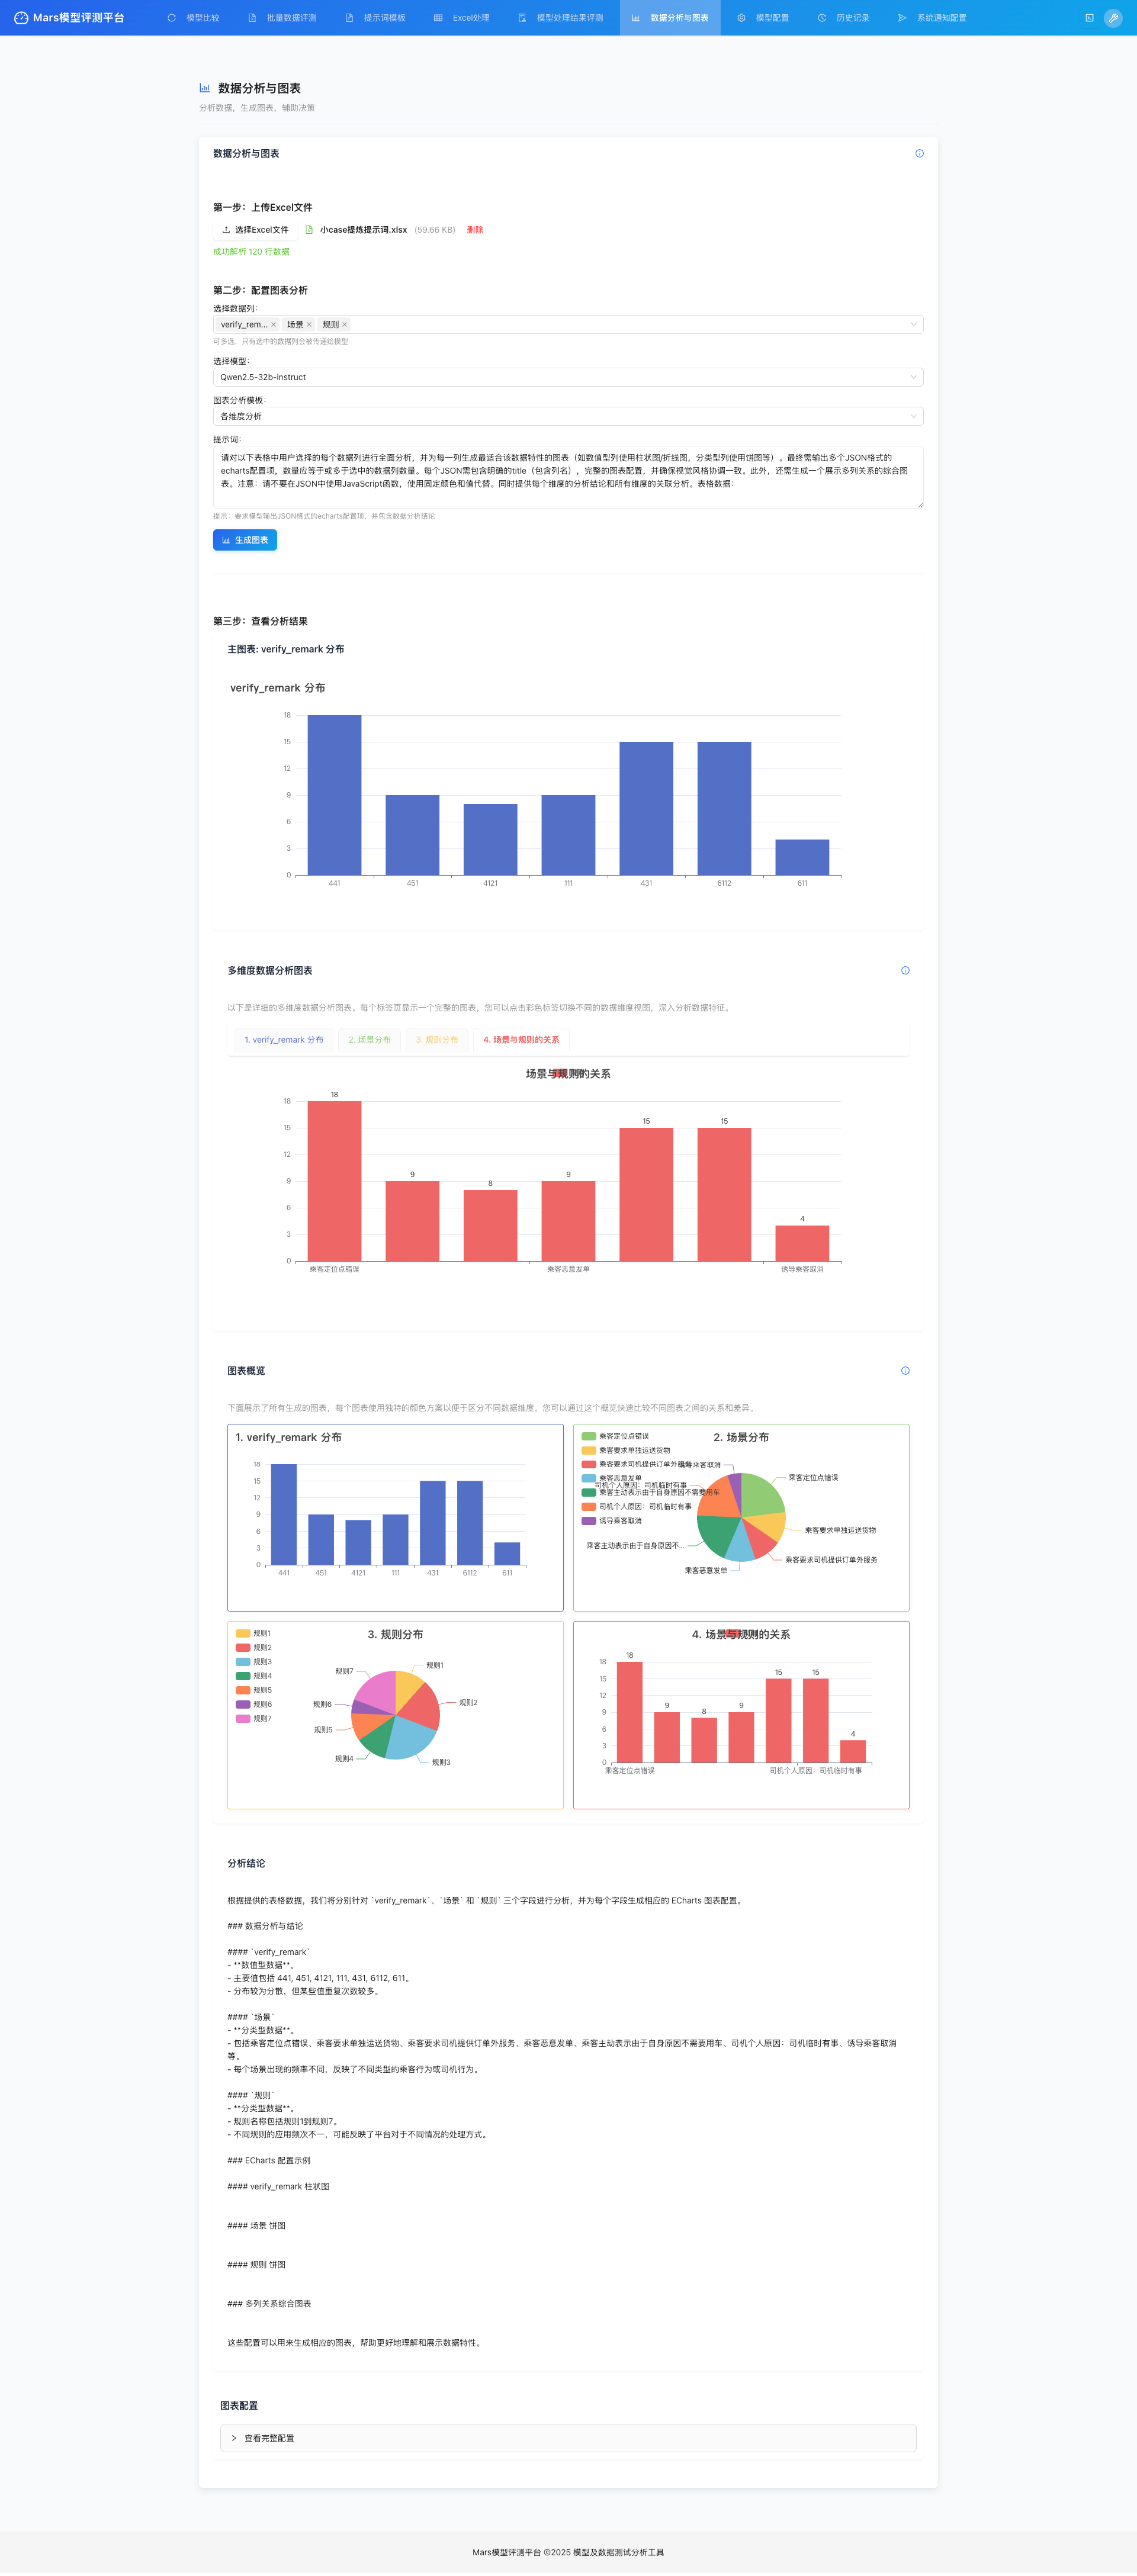 Mars模型评测平台
模型比较
批量数据评测
提示词模板
Excel处理
模型处理结果评测
数据分析与图表
模型配置
历史记录
系统通知配置
数据分析与图表
分析数据，生成图表，辅助决策
数据分析与图表
第一步：上传Excel文件
选择Excel文件 小case提炼提示词.xlsx (59.66 KB) 删除
成功解析 120 行数据
第二步：配置图表分析
选择数据列：
verify_rem... 场景 规则
可多选，只有选中的数据列会被传递给模型
选择模型：
Qwen2.5-32b-instruct
图表分析模板：
各维度分析
提示词：
请对以下表格中用户选择的每个数据列进行全面分析，并为每一列生成最适合该数据特性的图表（如数值型列使用柱状图/折线图，分类型列使用饼图等）。最终需输出多个JSON格式的
echarts配置项，数量应等于或多于选中的数据列数量。每个JSON需包含明确的title（包含列名），完整的图表配置，并确保视觉风格协调一致。此外，还需生成一个展示多列关系的综合图
表。注意：请不要在JSON中使用JavaScript函数，使用固定颜色和值代替。同时提供每个维度的分析结论和所有维度的关联分析。表格数据：
提示：要求模型输出JSON格式的echarts配置项，并包含数据分析结论
生成图表
第三步：查看分析结果
主图表: verify_remark 分布
verify_remark 分布
18
15
12
9
6
3
0
441 451 4121 111 431 6112 611
多维度数据分析图表
以下是详细的多维度数据分析图表。每个标签页显示一个完整的图表，您可以点击彩色标签切换不同的数据维度视图，深入分析数据特征。
1. verify_remark 分布 2. 场景分布 3. 规则分布 4. 场景与规则的关系
场景与规则的关系
18
15
12
9
6
3
0
18 9 8 9 15 15 4
乘客定位点错误 乘客恶意发单 诱导乘客取消
图表概览
下面展示了所有生成的图表，每个图表使用独特的颜色方案以便于区分不同数据维度。您可以通过这个概览快速比较不同图表之间的关系和差异。
1. verify_remark 分布
18
15
12
9
6
3
0
441 451 4121 111 431 6112 611
2. 场景分布
乘客定位点错误
乘客要求单独运送货物
乘客要求司机提供订单外服务
乘客恶意发单
乘客主动表示由于自身原因不需要用车
司机个人原因：司机临时有事
诱导乘客取消
乘客定位点错误
乘客要求单独运送货物
乘客要求司机提供订单外服务
乘客恶意发单
乘客主动表示由于自身原因不...
司机个人原因：司机临时有事
诱导乘客取消
3. 规则分布
规则1
规则2
规则3
规则4
规则5
规则6
规则7
规则1
规则2
规则3
规则4
规则5
规则6
规则7
4. 场景与规则的关系
18
15
12
9
6
3
0
18 9 8 9 15 15 4
乘客定位点错误 司机个人原因：司机临时有事
分析结论
根据提供的表格数据，我们将分别针对 `verify_remark`、`场景` 和 `规则` 三个字段进行分析，并为每个字段生成相应的 ECharts 图表配置。
### 数据分析与结论
#### `verify_remark`
- **数值型数据**。
- 主要值包括 441, 451, 4121, 111, 431, 6112, 611。
- 分布较为分散，但某些值重复次数较多。
#### `场景`
- **分类型数据**。
- 包括乘客定位点错误、乘客要求单独运送货物、乘客要求司机提供订单外服务、乘客恶意发单、乘客主动表示由于自身原因不需要用车、司机个人原因：司机临时有事、诱导乘客取消
等。
- 每个场景出现的频率不同，反映了不同类型的乘客行为或司机行为。
#### `规则`
- **分类型数据**。
- 规则名称包括规则1到规则7。
- 不同规则的应用频次不一，可能反映了平台对于不同情况的处理方式。
### ECharts 配置示例
#### verify_remark 柱状图
#### 场景 饼图
#### 规则 饼图
### 多列关系综合图表
这些配置可以用来生成相应的图表，帮助更好地理解和展示数据特性。
图表配置
查看完整配置
Mars模型评测平台 ©2025 模型及数据测试分析工具